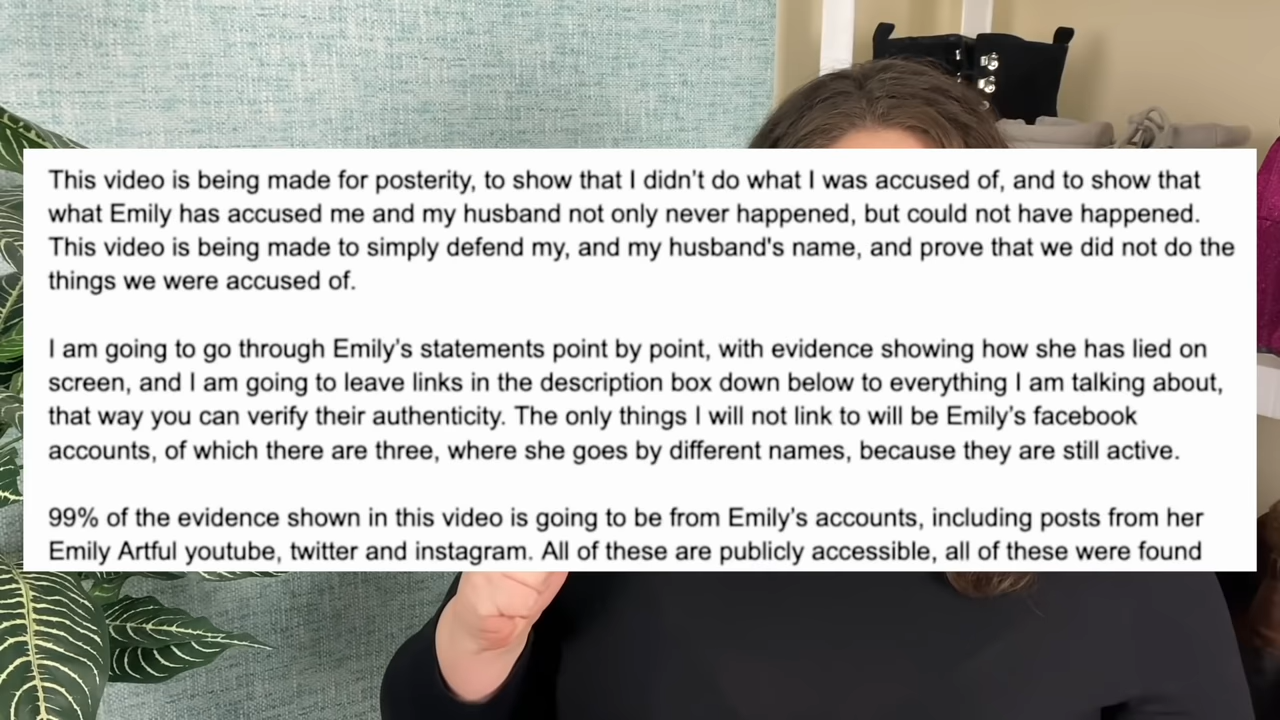 This video is being made for posterity, to show that I didn't do what I was accused of, and to show that
what Emily has accused me and my husband not only never happened, but could not have happened.
This video is being made to simply defend my, and my husband's name, and prove that we did not do the
things we were accused of.
I am going to go through Emily's statements point by point, with evidence showing how she has lied on
screen, and I am going to leave links in the description box down below to everything I am talking about,
that way you can verify their authenticity. The only things I will not link to will be Emily's facebook
accounts, of which there are three, where she goes by different names, because they are still active.
99% of the evidence shown in this video is going to be from Emily's accounts, including posts from her
Emily Artful youtube, twitter and instagram. All of these are publicly accessible, all of these were found